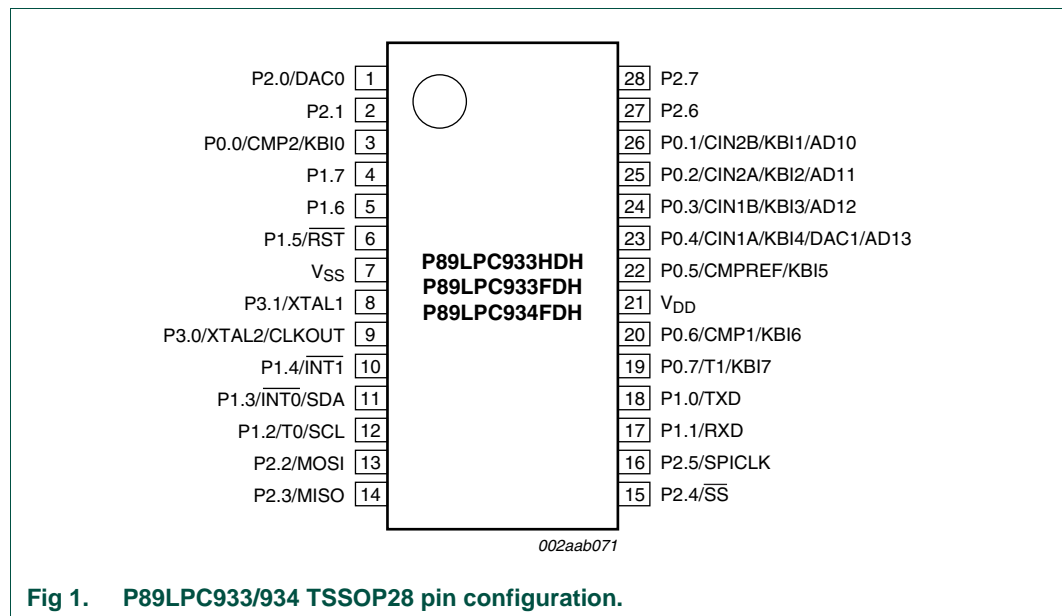 P2.0/DAC0 1
P2.1 2
P0.0/CMP2/KBI0 3
P1.7 4
P1.6 5
P1.5/R̅S̅T̅ 6
VSS 7
P3.1/XTAL1 8
P3.0/XTAL2/CLKOUT 9
P1.4/I̅N̅T̅1̅ 10
P1.3/I̅N̅T̅0̅/SDA 11
P1.2/T0/SCL 12
P2.2/MOSI 13
P2.3/MISO 14
P89LPC933HDH
P89LPC933FDH
P89LPC934FDH
28 P2.7
27 P2.6
26 P0.1/CIN2B/KBI1/AD10
25 P0.2/CIN2A/KBI2/AD11
24 P0.3/CIN1B/KBI3/AD12
23 P0.4/CIN1A/KBI4/DAC1/AD13
22 P0.5/CMPREF/KBI5
21 VDD
20 P0.6/CMP1/KBI6
19 P0.7/T1/KBI7
18 P1.0/TXD
17 P1.1/RXD
16 P2.5/SPICLK
15 P2.4/S̅S̅
002aab071
Fig 1. P89LPC933/934 TSSOP28 pin configuration.